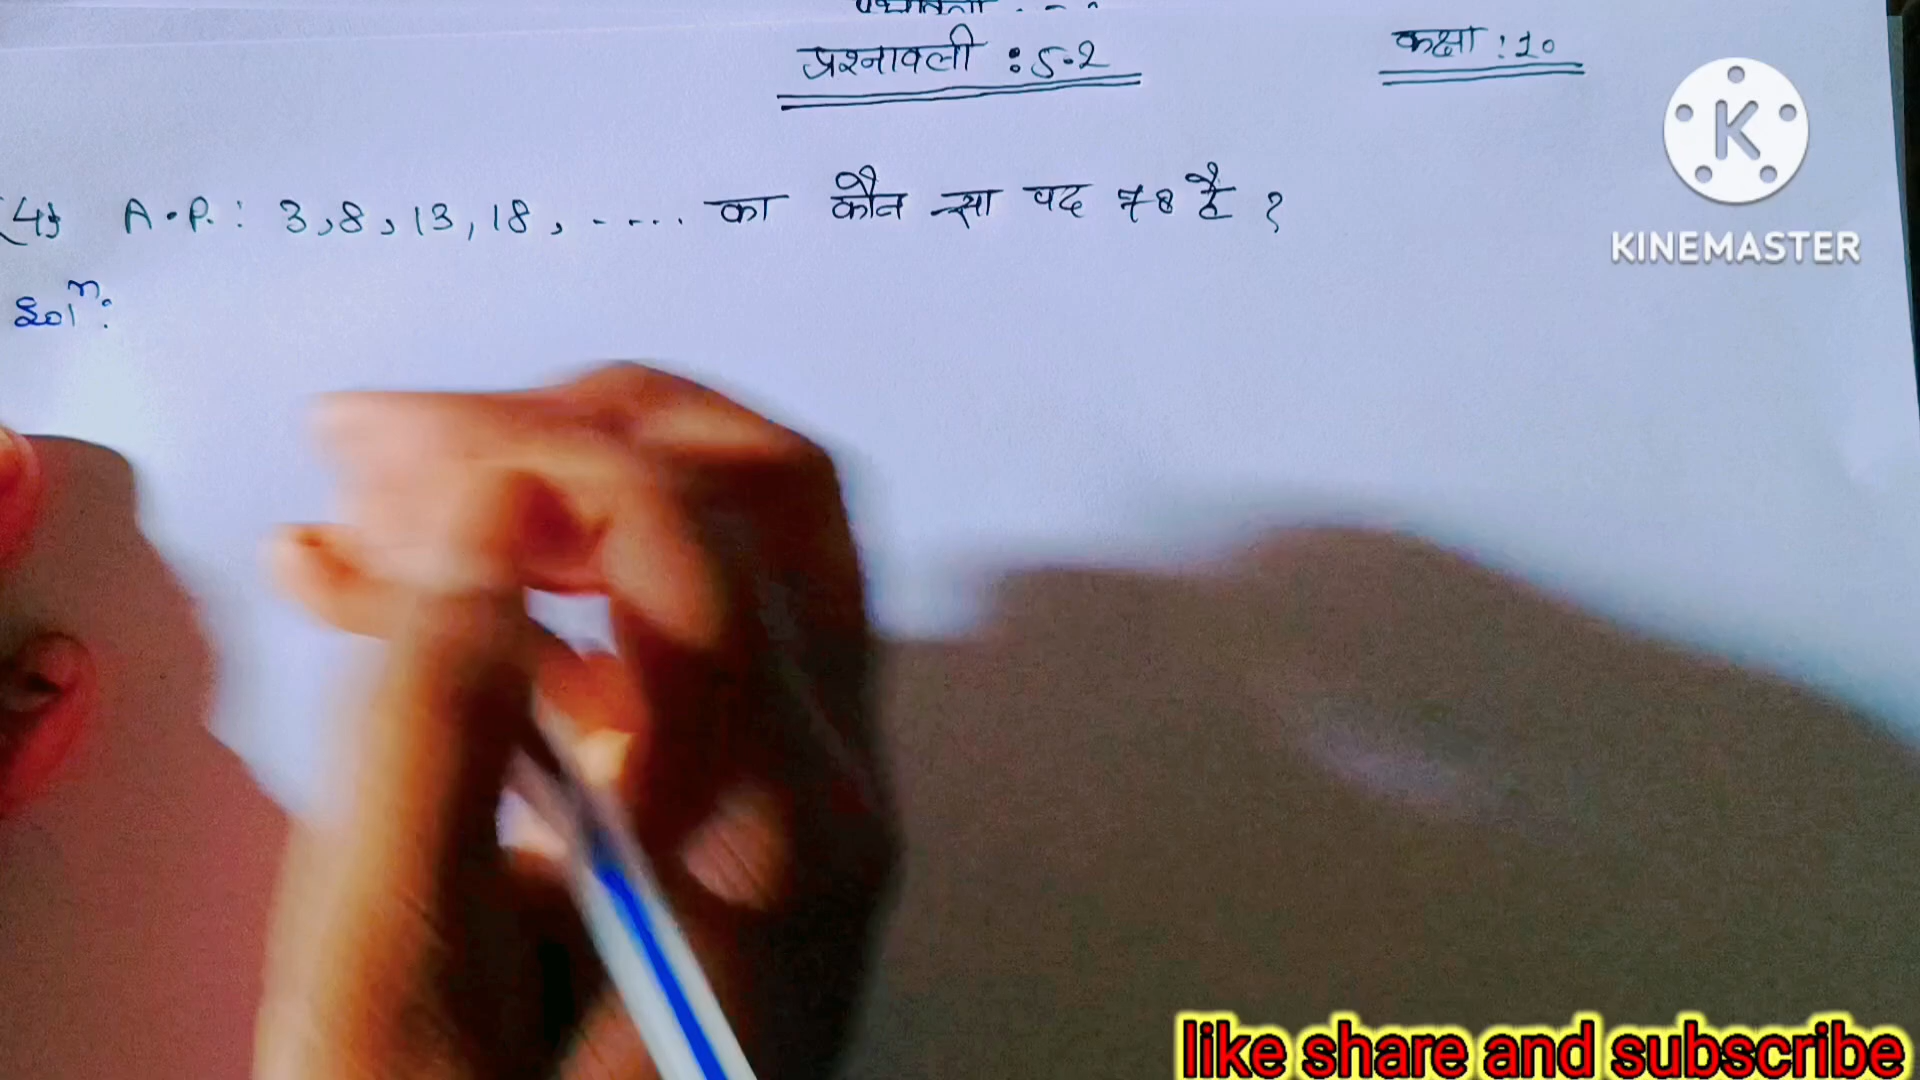 प्रश्नावली : 5.2
कक्षा : 10
(4) A.P. : 3, 8, 13, 18, ..... का कौन सा पद 78 है ?
Solⁿ:
KINEMASTER
like share and subscribe